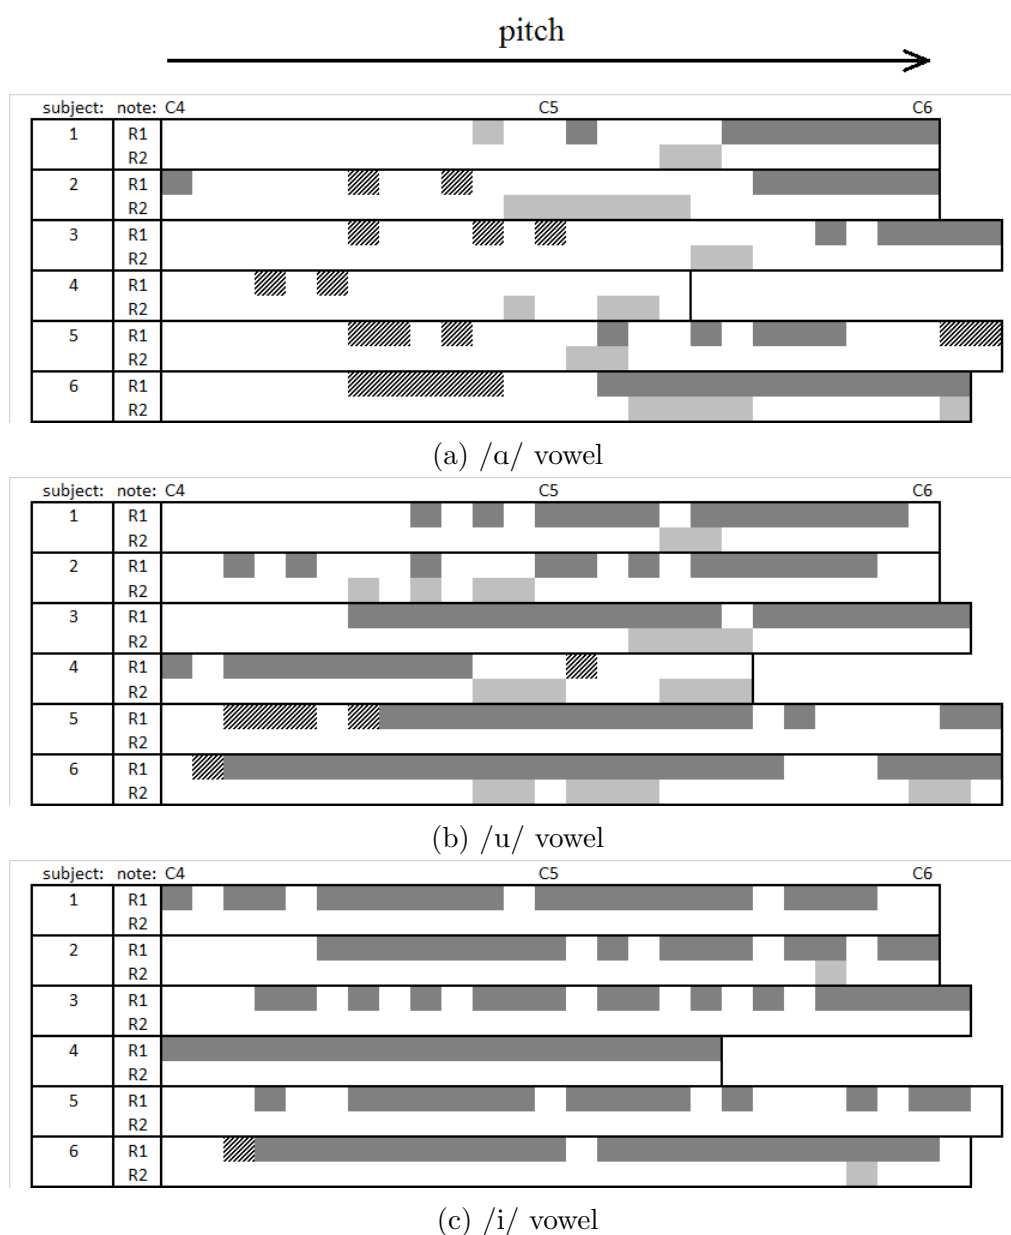 pitch
subject: note: C4 C5 C6
1 R1
R2
2 R1
R2
3 R1
R2
4 R1
R2
5 R1
R2
6 R1
R2
(a) /ɑ/ vowel
subject: note: C4 C5 C6
1 R1
R2
2 R1
R2
3 R1
R2
4 R1
R2
5 R1
R2
6 R1
R2
(b) /u/ vowel
subject: note: C4 C5 C6
1 R1
R2
2 R1
R2
3 R1
R2
4 R1
R2
5 R1
R2
6 R1
R2
(c) /i/ vowel